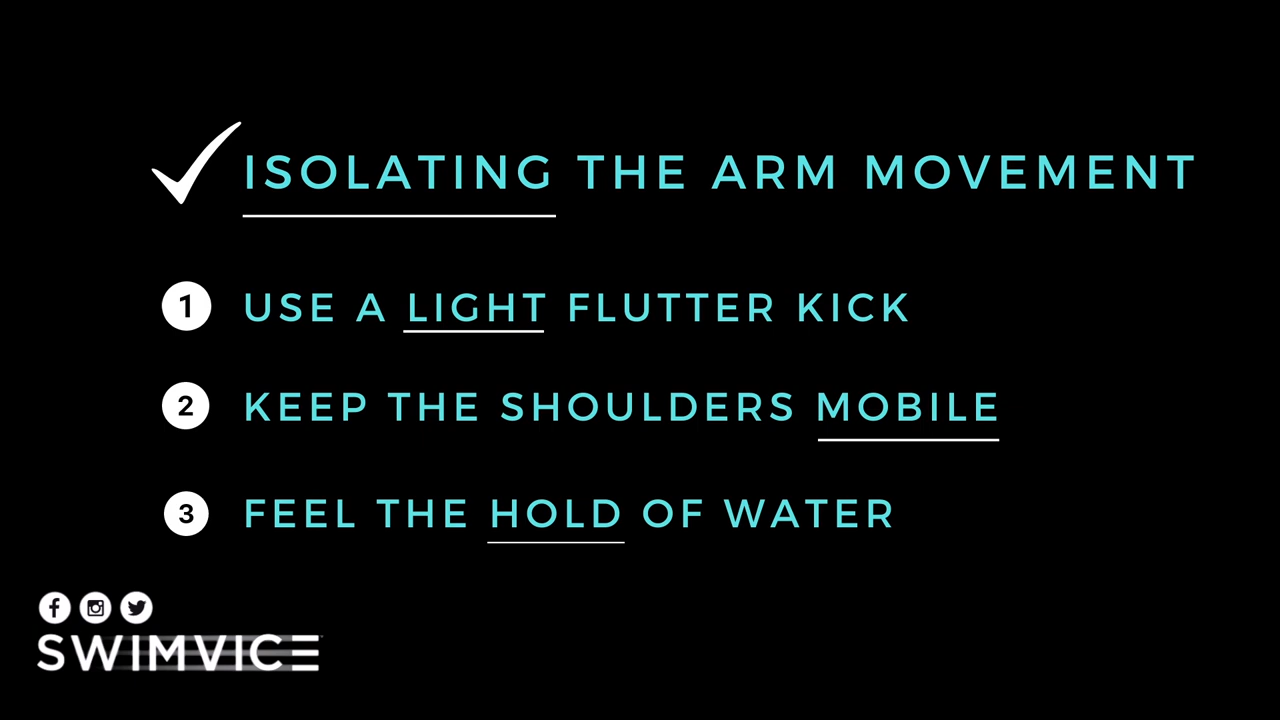 ISOLATING THE ARM MOVEMENT
1 USE A LIGHT FLUTTER KICK
2 KEEP THE SHOULDERS MOBILE
3 FEEL THE HOLD OF WATER
SWIMVICE